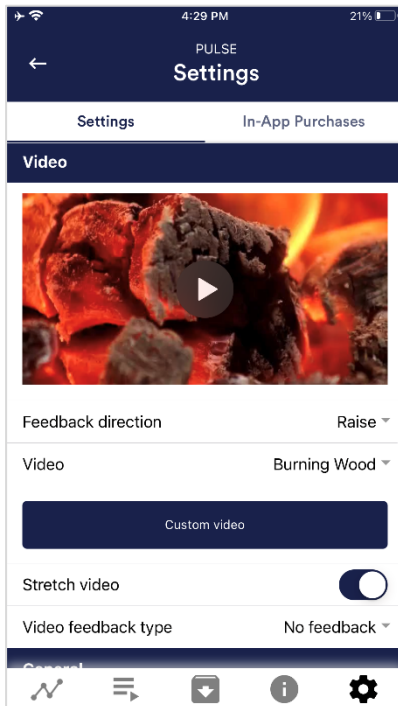 4:29 PM
21%
PULSE
Settings
Settings In-App Purchases
Video
Feedback direction Raise
Video Burning Wood
Custom video
Stretch video
Video feedback type No feedback
General